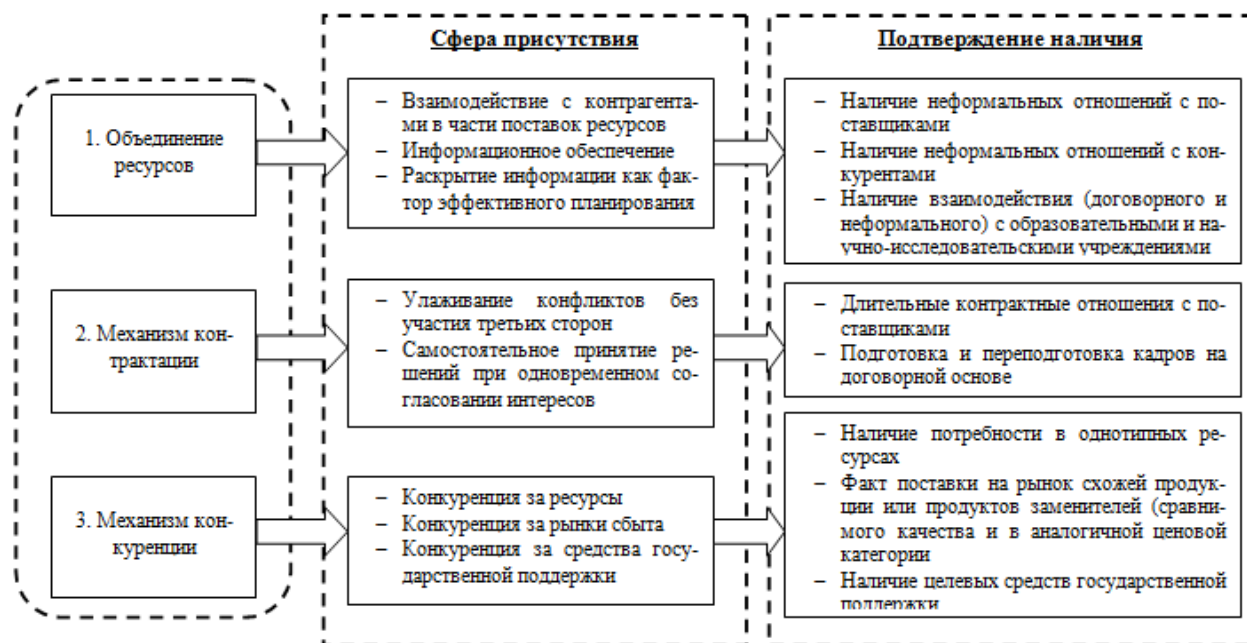 Сфера присутствия
Подтверждение наличия
1. Объединение
ресурсов
– Взаимодействие с контрагента-
ми в части поставок ресурсов
– Информационное обеспечение
– Раскрытие информации как фак-
тор эффективного планирования
– Наличие неформальных отношений с по-
ставщиками
– Наличие неформальных отношений с кон-
курентами
– Наличие взаимодействия (договорного и
неформального) с образовательными и на-
учно-исследовательскими учреждениями
2. Механизм кон-
трактации
– Улаживание конфликтов без
участия третьих сторон
– Самостоятельное принятие ре-
шений при одновременном со-
гласовании интересов
– Длительные контрактные отношения с по-
ставщиками
– Подготовка и переподготовка кадров на
договорной основе
3. Механизм кон-
куренции
– Конкуренция за ресурсы
– Конкуренция за рынки сбыта
– Конкуренция за средства госу-
дарственной поддержки
– Наличие потребности в однотипных ре-
сурсах
– Факт поставки на рынок схожей продук-
ции или продуктов заменителей (сравни-
мого качества и в аналогичной ценовой
категории
– Наличие целевых средств государственной
поддержки